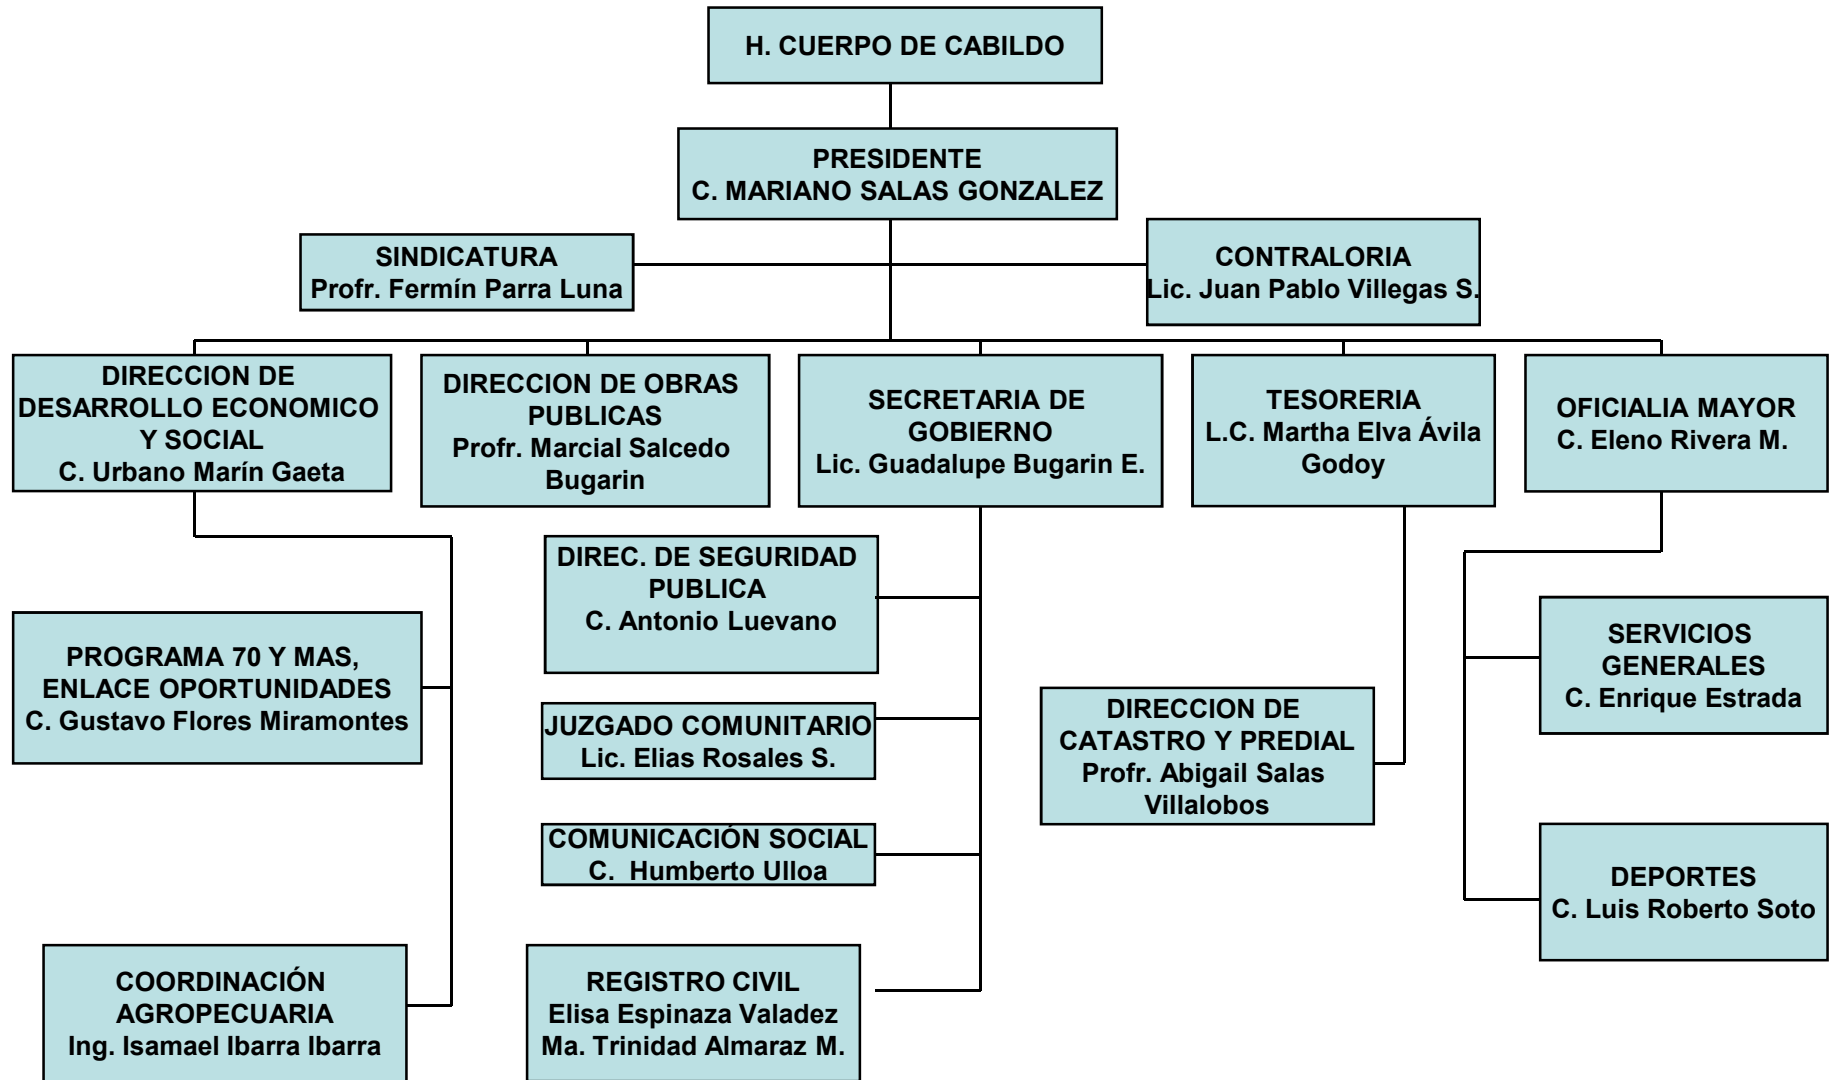 H. CUERPO DE CABILDO
PRESIDENTE
C. MARIANO SALAS GONZALEZ
SINDICATURA
Profr. Fermín Parra Luna
CONTRALORIA
Lic. Juan Pablo Villegas S.
DIRECCION DE
DESARROLLO ECONOMICO
Y SOCIAL
C. Urbano Marín Gaeta
DIRECCION DE OBRAS
PUBLICAS
Profr. Marcial Salcedo
Bugarin
SECRETARIA DE
GOBIERNO
Lic. Guadalupe Bugarin E.
TESORERIA
L.C. Martha Elva Ávila
Godoy
OFICIALIA MAYOR
C. Eleno Rivera M.
DIREC. DE SEGURIDAD
PUBLICA
C. Antonio Luevano
PROGRAMA 70 Y MAS,
ENLACE OPORTUNIDADES
C. Gustavo Flores Miramontes
JUZGADO COMUNITARIO
Lic. Elias Rosales S.
DIRECCION DE
CATASTRO Y PREDIAL
Profr. Abigail Salas
Villalobos
SERVICIOS
GENERALES
C. Enrique Estrada
COMUNICACIÓN SOCIAL
C. Humberto Ulloa
DEPORTES
C. Luis Roberto Soto
COORDINACIÓN
AGROPECUARIA
Ing. Isamael Ibarra Ibarra
REGISTRO CIVIL
Elisa Espinaza Valadez
Ma. Trinidad Almaraz M.